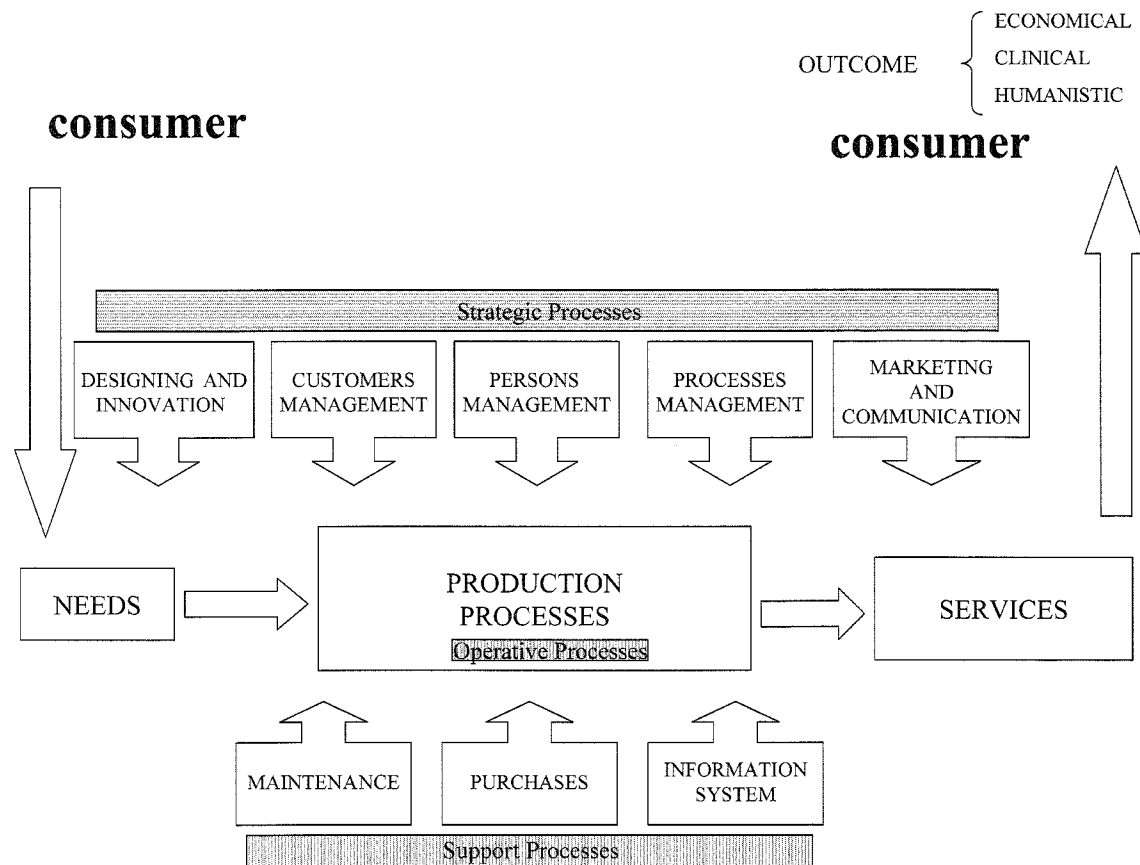 ECONOMICAL
OUTCOME
CLINICAL
HUMANISTIC
consumer
consumer
Strategic Processes
DESIGNING AND
INNOVATION
CUSTOMERS
MANAGEMENT
PERSONS
MANAGEMENT
PROCESSES
MANAGEMENT
MARKETING
AND
COMMUNICATION
NEEDS
PRODUCTION
PROCESSES
Operative Processes
SERVICES
MAINTENANCE
PURCHASES
INFORMATION
SYSTEM
Support Processes